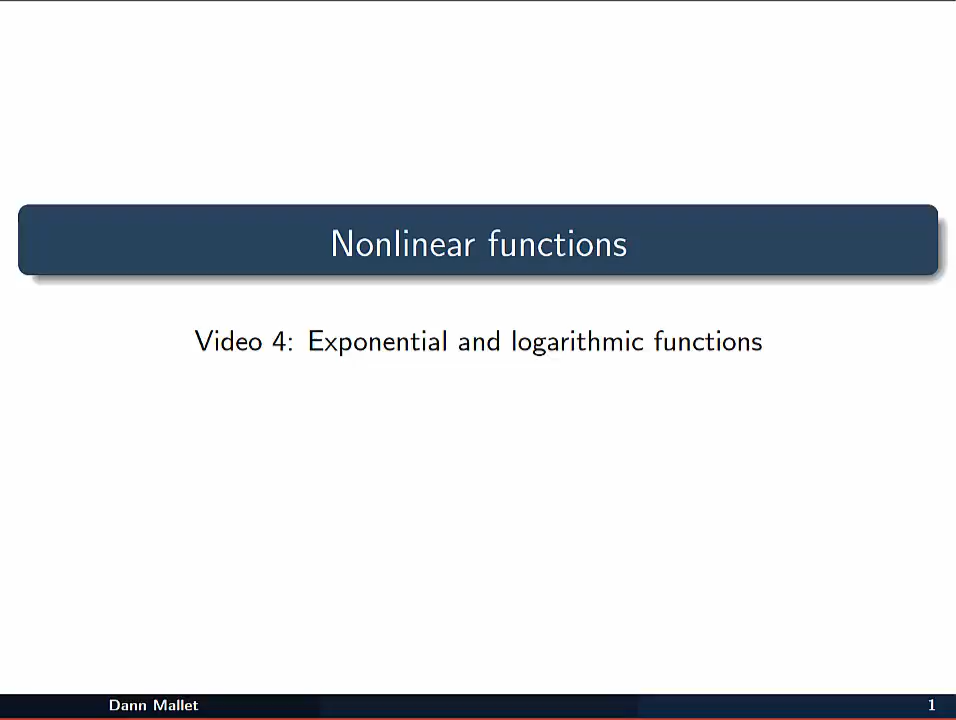 Nonlinear functions
Video 4: Exponential and logarithmic functions
Dann Mallet 1